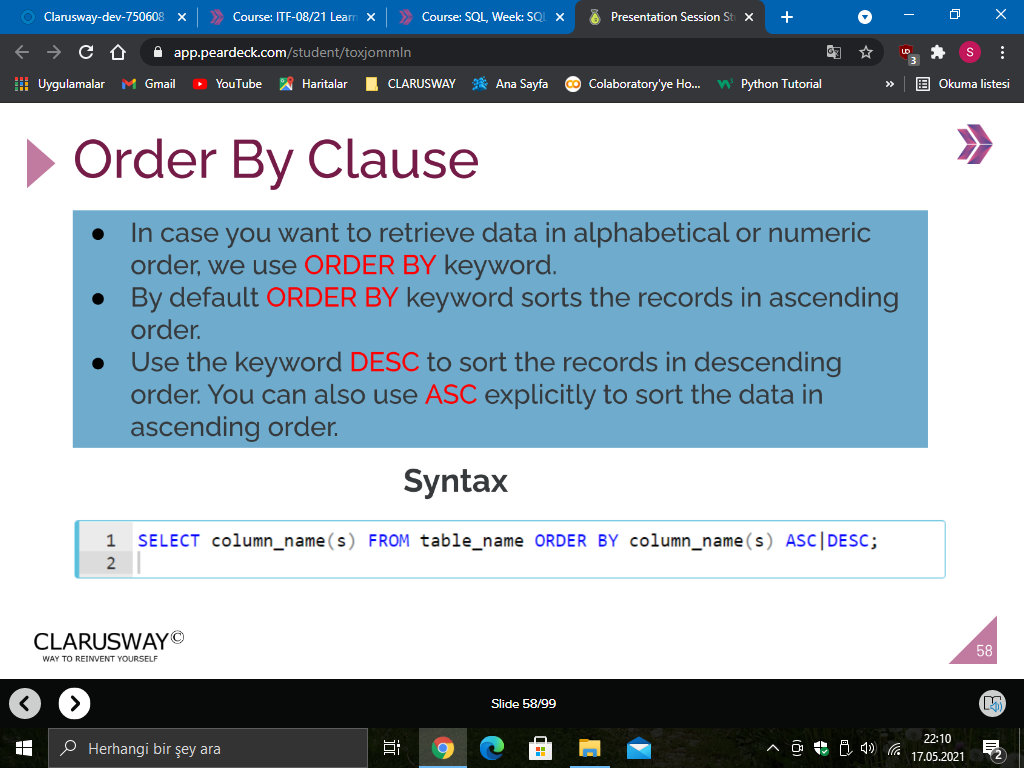 Clarusway-dev-750608
Course: ITF-08/21 Learn
Course: SQL, Week: SQL
Presentation Session St
app.peardeck.com/student/toxjommln
S
UD
3
Uygulamalar
Gmail
YouTube
Haritalar
CLARUSWAY
Ana Sayfa
Colaboratory'ye Ho...
Python Tutorial
»
Okuma listesi
Order By Clause
● In case you want to retrieve data in alphabetical or numeric
order, we use ORDER BY keyword.
● By default ORDER BY keyword sorts the records in ascending
order.
● Use the keyword DESC to sort the records in descending
order. You can also use ASC explicitly to sort the data in
ascending order.
Syntax
1 SELECT column_name(s) FROM table_name ORDER BY column_name(s) ASC|DESC;
2
CLARUSWAY©
WAY TO REINVENT YOURSELF
58
Slide 58/99
Herhangi bir şey ara
22:10
17.05.2021
2